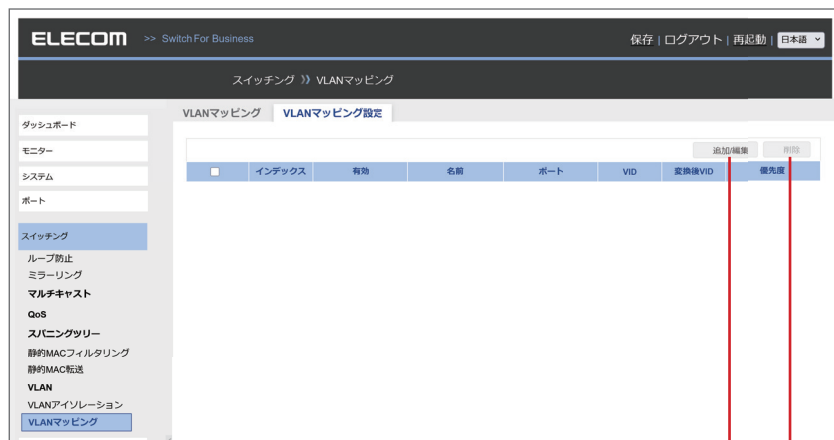 ELECOM >> Switch For Business 保存 | ログアウト | 再起動 | 日本語
スイッチング 》 VLANマッピング
VLANマッピング VLANマッピング設定
ダッシュボード
モニター
システム
ポート
スイッチング
ループ防止
ミラーリング
マルチキャスト
QoS
スパニングツリー
静的MACフィルタリング
静的MAC転送
VLAN
VLANアイソレーション
VLANマッピング
追加/編集 削除
インデックス 有効 名前 ポート VID 変換後VID 優先度